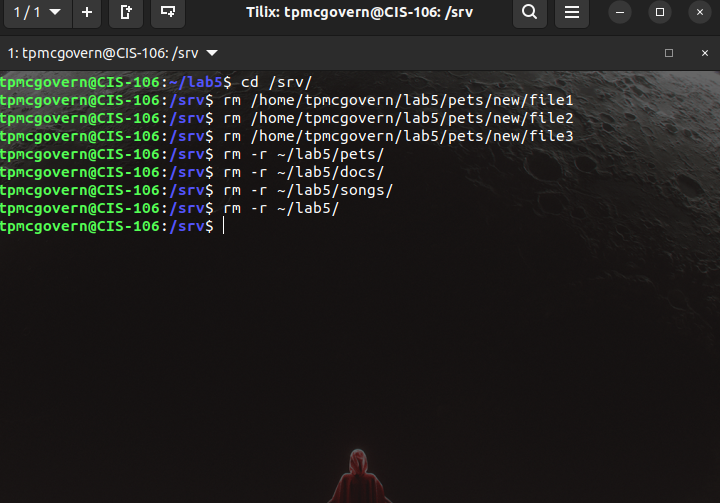 1 / 1
Tilix: tpmcgovern@CIS-106: /srv
1: tpmcgovern@CIS-106: /srv
tpmcgovern@CIS-106:~/lab5$ cd /srv/
tpmcgovern@CIS-106:/srv$ rm /home/tpmcgovern/lab5/pets/new/file1
tpmcgovern@CIS-106:/srv$ rm /home/tpmcgovern/lab5/pets/new/file2
tpmcgovern@CIS-106:/srv$ rm /home/tpmcgovern/lab5/pets/new/file3
tpmcgovern@CIS-106:/srv$ rm -r ~/lab5/pets/
tpmcgovern@CIS-106:/srv$ rm -r ~/lab5/docs/
tpmcgovern@CIS-106:/srv$ rm -r ~/lab5/songs/
tpmcgovern@CIS-106:/srv$ rm -r ~/lab5/
tpmcgovern@CIS-106:/srv$